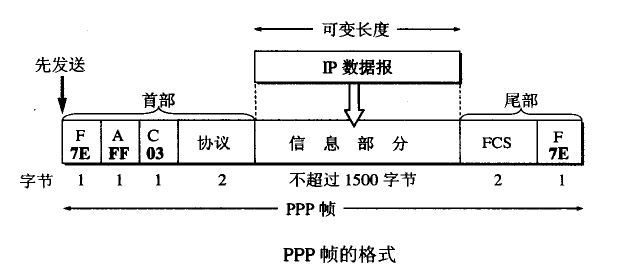 可变长度
IP 数据报
先发送
首部
尾部
F A C F
7E FF 03 协议 信息部分 FCS 7E
字节 1 1 1 2 不超过 1500 字节 2 1
PPP 帧
PPP 帧的格式